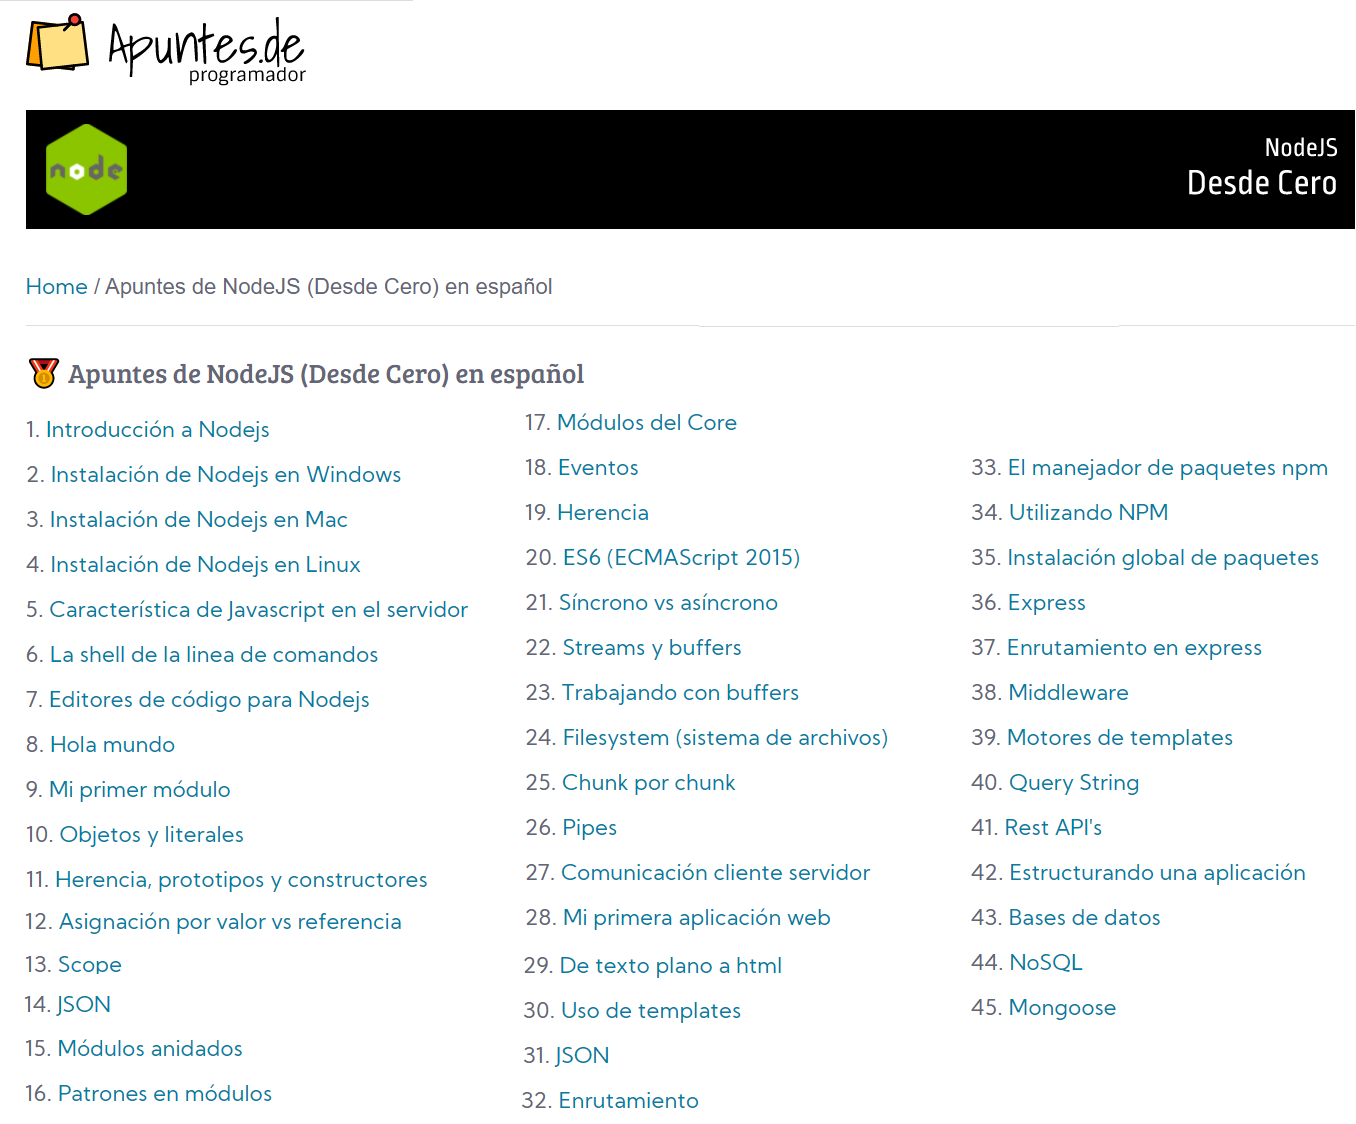 Apuntes.de
programador
node
NodeJS
Desde Cero
Home / Apuntes de NodeJS (Desde Cero) en español
Apuntes de NodeJS (Desde Cero) en español
1. Introducción a Nodejs
2. Instalación de Nodejs en Windows
3. Instalación de Nodejs en Mac
4. Instalación de Nodejs en Linux
5. Característica de Javascript en el servidor
6. La shell de la linea de comandos
7. Editores de código para Nodejs
8. Hola mundo
9. Mi primer módulo
10. Objetos y literales
11. Herencia, prototipos y constructores
12. Asignación por valor vs referencia
13. Scope
14. JSON
15. Módulos anidados
16. Patrones en módulos
17. Módulos del Core
18. Eventos
19. Herencia
20. ES6 (ECMAScript 2015)
21. Síncrono vs asíncrono
22. Streams y buffers
23. Trabajando con buffers
24. Filesystem (sistema de archivos)
25. Chunk por chunk
26. Pipes
27. Comunicación cliente servidor
28. Mi primera aplicación web
29. De texto plano a html
30. Uso de templates
31. JSON
32. Enrutamiento
33. El manejador de paquetes npm
34. Utilizando NPM
35. Instalación global de paquetes
36. Express
37. Enrutamiento en express
38. Middleware
39. Motores de templates
40. Query String
41. Rest API's
42. Estructurando una aplicación
43. Bases de datos
44. NoSQL
45. Mongoose